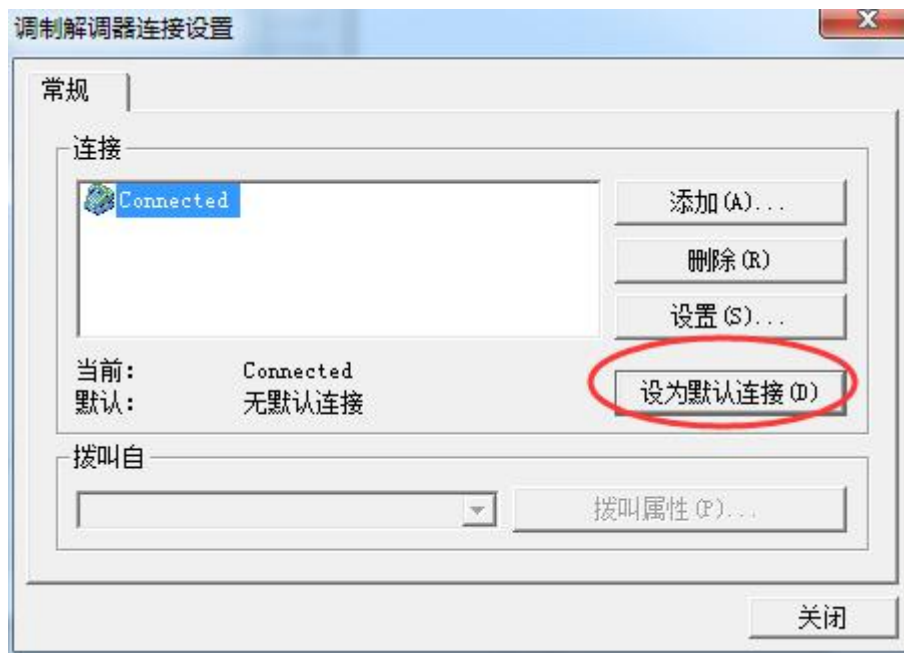 调制解调器连接设置
常规
连接
Connected
添加(A)...
删除(R)
设置(S)...
当前: Connected
默认: 无默认连接
设为默认连接(D)
拨叫自
拨叫属性(P)...
关闭